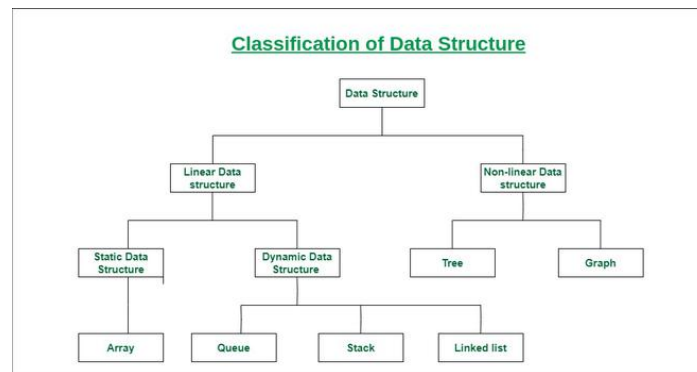 Classification of Data Structure
Data Structure
Linear Data
structure
Non-linear Data
structure
Static Data
Structure
Dynamic Data
Structure
Tree
Graph
Array
Queue
Stack
Linked list